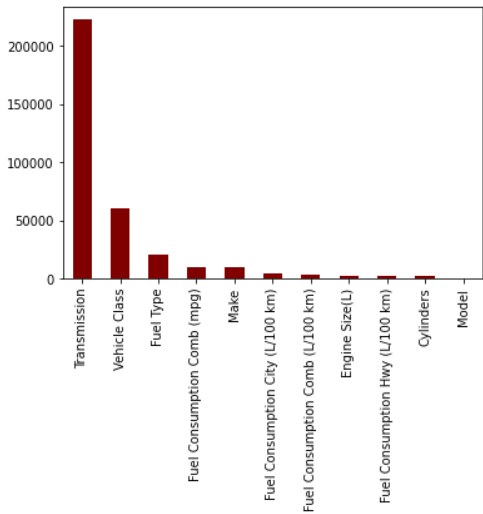 200000
150000
100000
50000
0
Transmission
Vehicle Class
Fuel Type
Fuel Consumption Comb (mpg)
Make
Fuel Consumption City (L/100 km)
Fuel Consumption Comb (L/100 km)
Engine Size(L)
Fuel Consumption Hwy (L/100 km)
Cylinders
Model